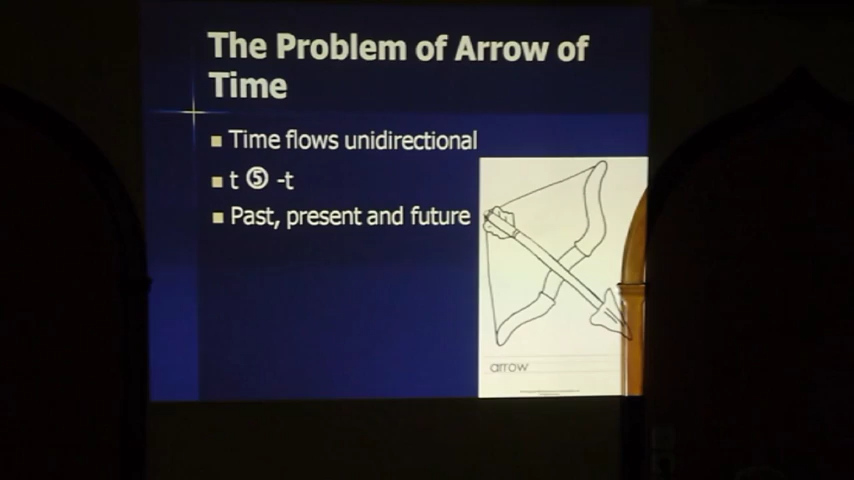 The Problem of Arrow of
Time
Time flows unidirectional
t ⑤ -t
Past, present and future
arrow